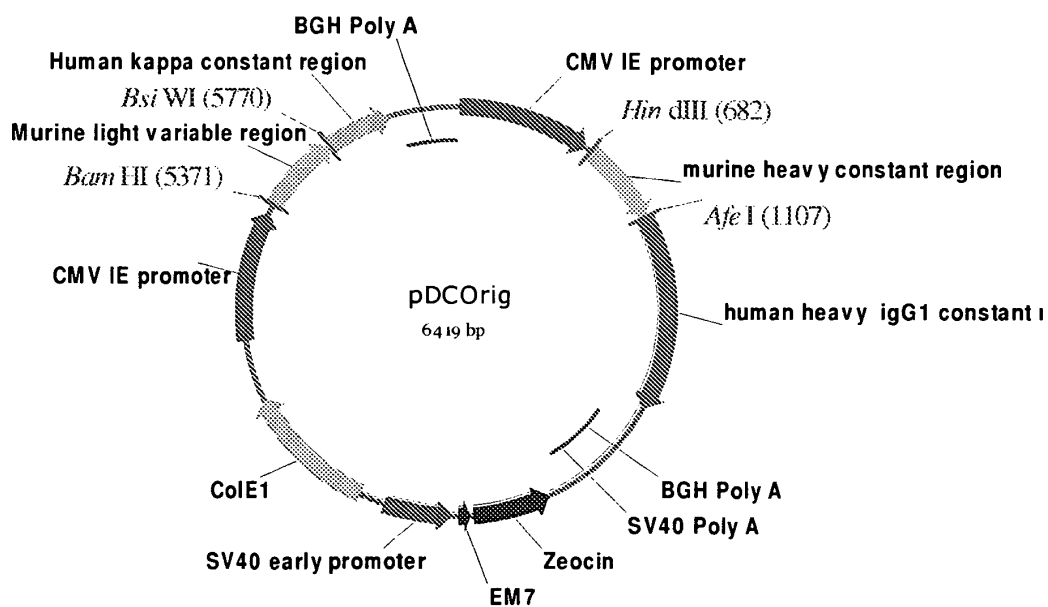 BGH Poly A
Human kappa constant region
CMV IE promoter
Bsi WI (5770)
Hin dIII (682)
Murine light variable region
murine heavy constant region
Bam HI (5371)
Afe I (1107)
CMV IE promoter
pDCOrig
6419 bp
human heavy igG1 constant
ColE1
BGH Poly A
SV40 Poly A
SV40 early promoter
Zeocin
EM7